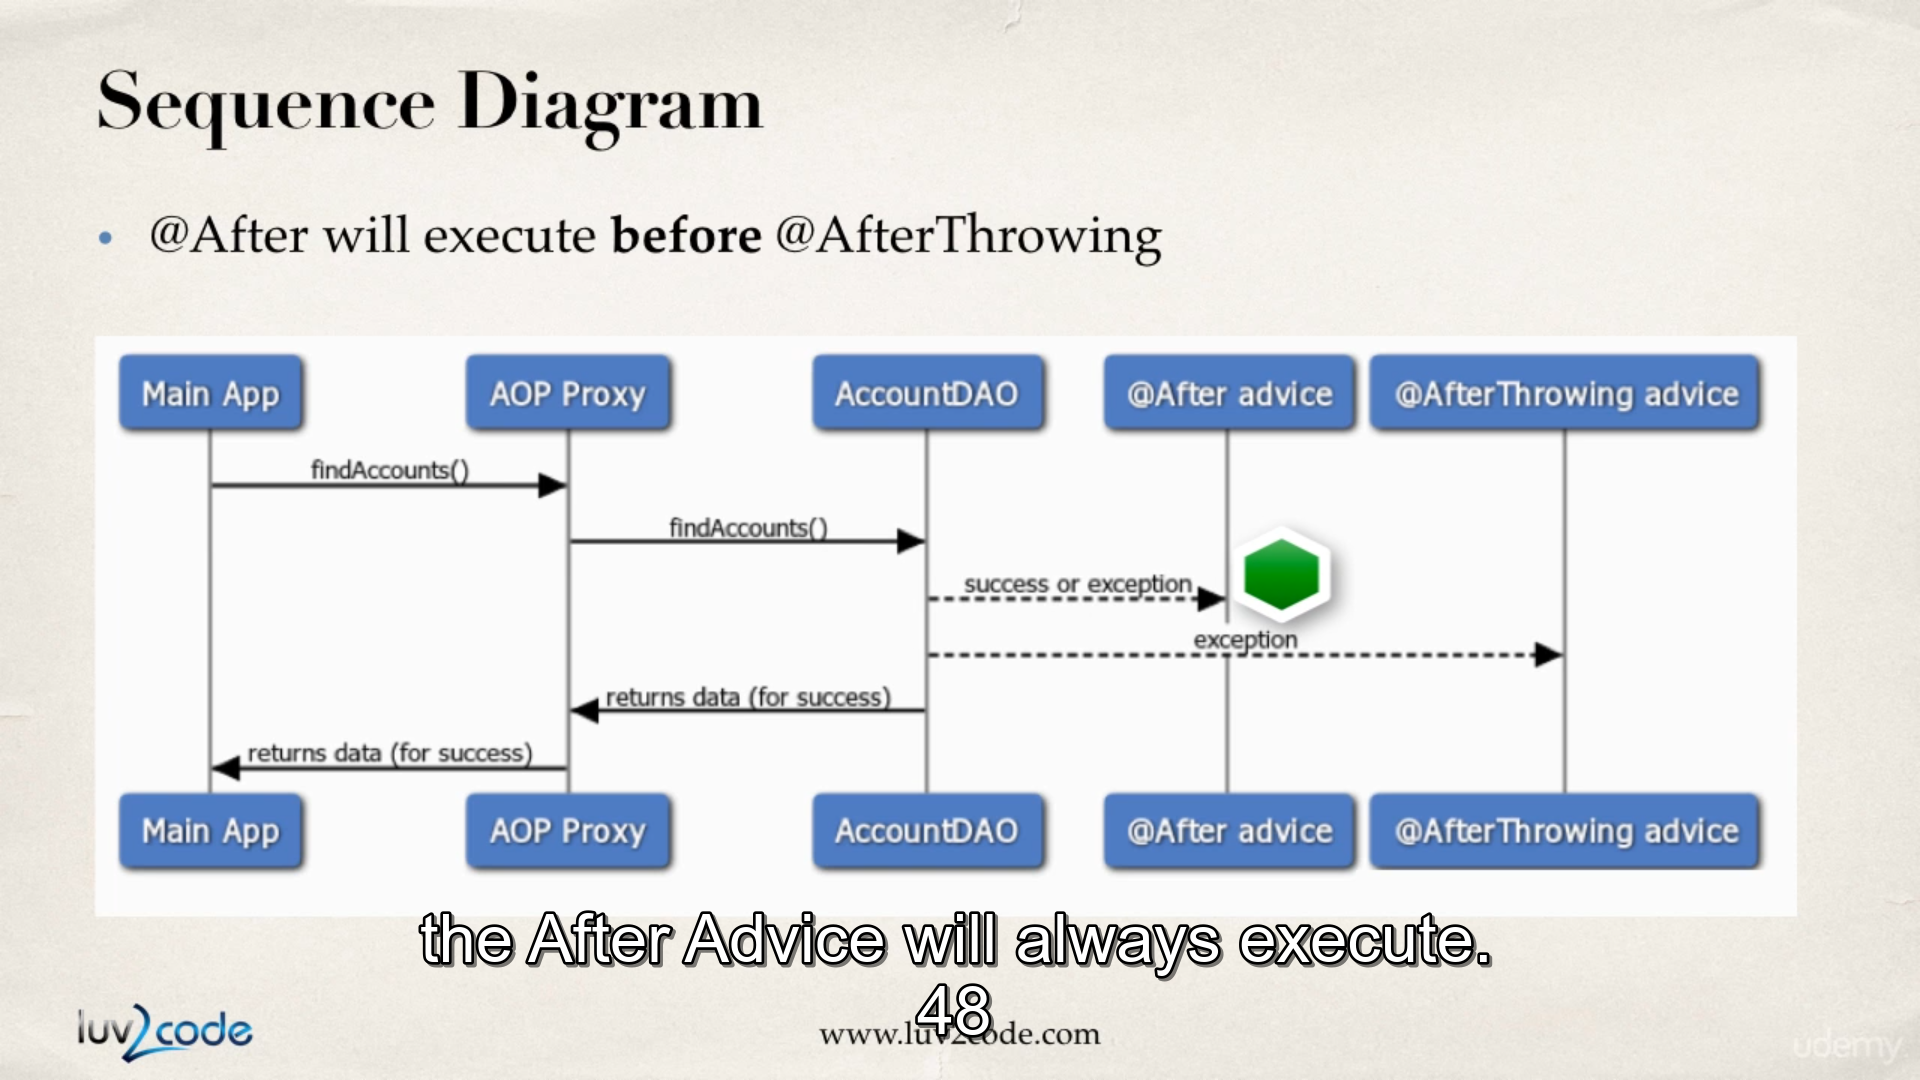 Sequence Diagram
• @After will execute before @AfterThrowing
Main App AOP Proxy AccountDAO @After advice @AfterThrowing advice
findAccounts()
findAccounts()
success or exception
exception
returns data (for success)
returns data (for success)
Main App AOP Proxy AccountDAO @After advice @AfterThrowing advice
the After Advice will always execute.
48
luv2code www.luv2code.com udemy